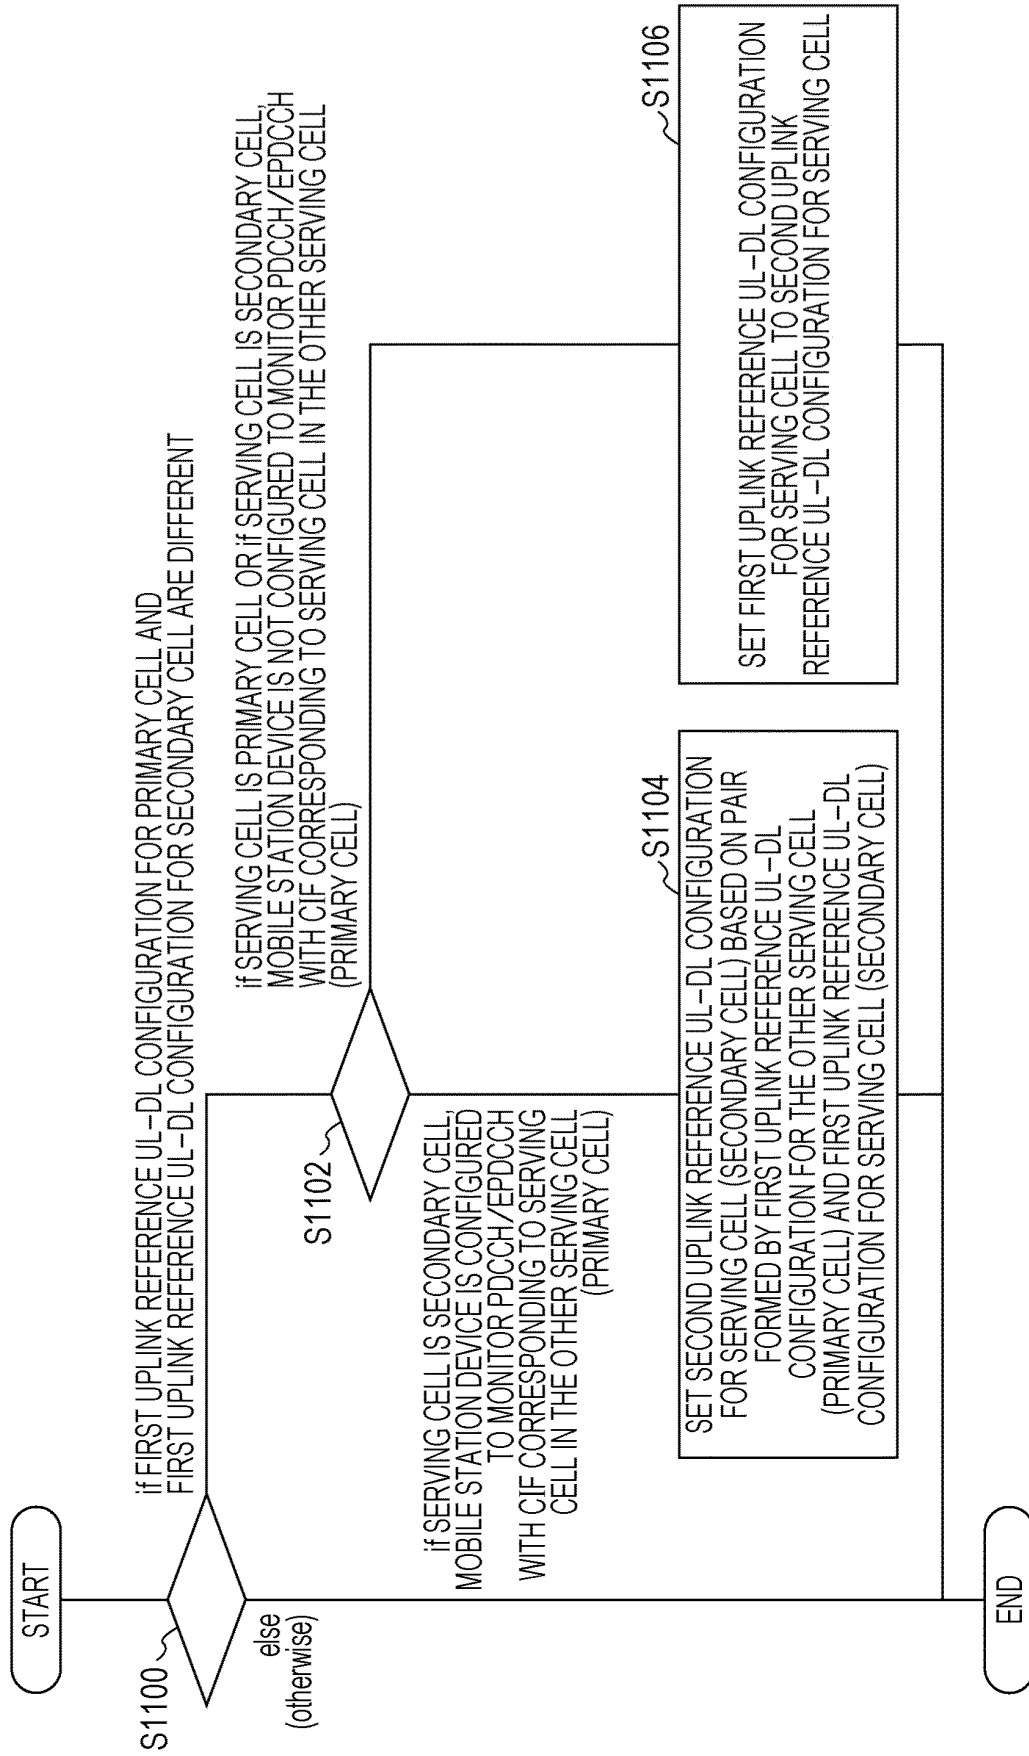 START
S1100
if FIRST UPLINK REFERENCE UL-DL CONFIGURATION FOR PRIMARY CELL AND
FIRST UPLINK REFERENCE UL-DL CONFIGURATION FOR SECONDARY CELL ARE DIFFERENT
else
(otherwise)
S1102
if SERVING CELL IS PRIMARY CELL OR if SERVING CELL IS SECONDARY CELL,
MOBILE STATION DEVICE IS NOT CONFIGURED TO MONITOR PDCCH/EPDCCH
WITH CIF CORRESPONDING TO SERVING CELL IN THE OTHER SERVING CELL
(PRIMARY CELL)
if SERVING CELL IS SECONDARY CELL,
MOBILE STATION DEVICE IS CONFIGURED
TO MONITOR PDCCH/EPDCCH
WITH CIF CORRESPONDING TO SERVING
CELL IN THE OTHER SERVING CELL
(PRIMARY CELL)
S1104
SET SECOND UPLINK REFERENCE UL-DL CONFIGURATION
FOR SERVING CELL (SECONDARY CELL) BASED ON PAIR
FORMED BY FIRST UPLINK REFERENCE UL-DL
CONFIGURATION FOR THE OTHER SERVING CELL
(PRIMARY CELL) AND FIRST UPLINK REFERENCE UL-DL
CONFIGURATION FOR SERVING CELL (SECONDARY CELL)
S1106
SET FIRST UPLINK REFERENCE UL-DL CONFIGURATION
FOR SERVING CELL TO SECOND UPLINK
REFERENCE UL-DL CONFIGURATION FOR SERVING CELL
END